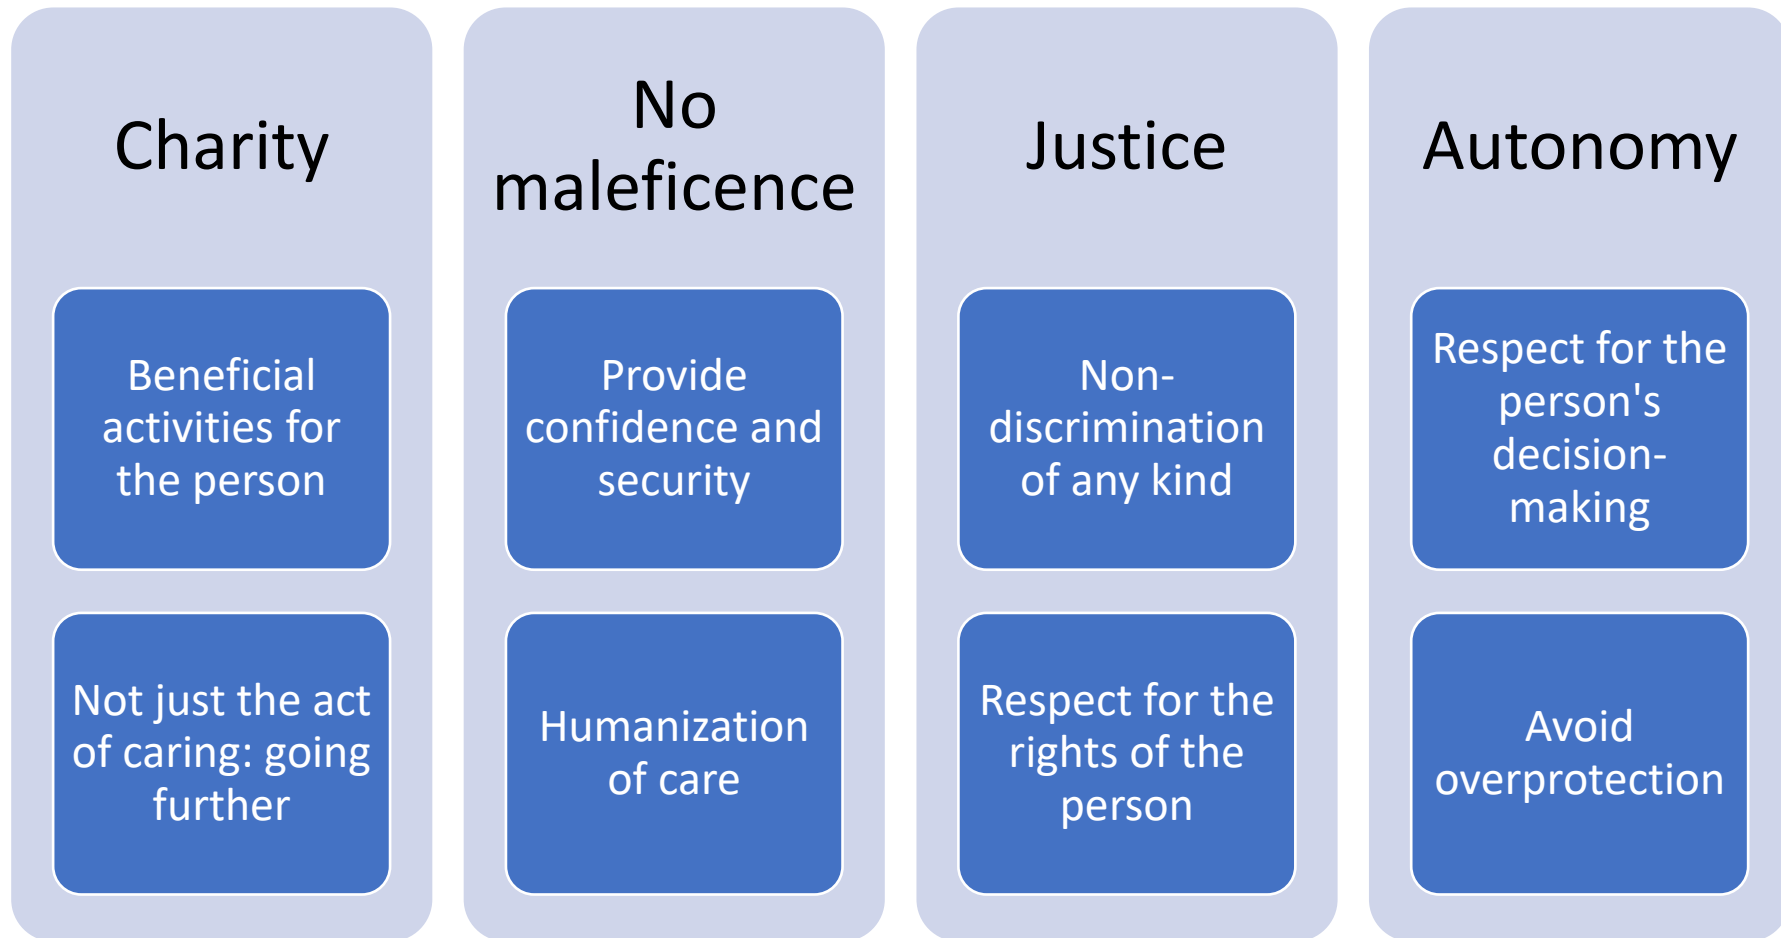 Charity
Beneficial
activities for
the person
Not just the act
of caring: going
further
No
maleficence
Provide
confidence and
security
Humanization
of care
Justice
Non-
discrimination
of any kind
Respect for the
rights of the
person
Autonomy
Respect for the
person's
decision-
making
Avoid
overprotection